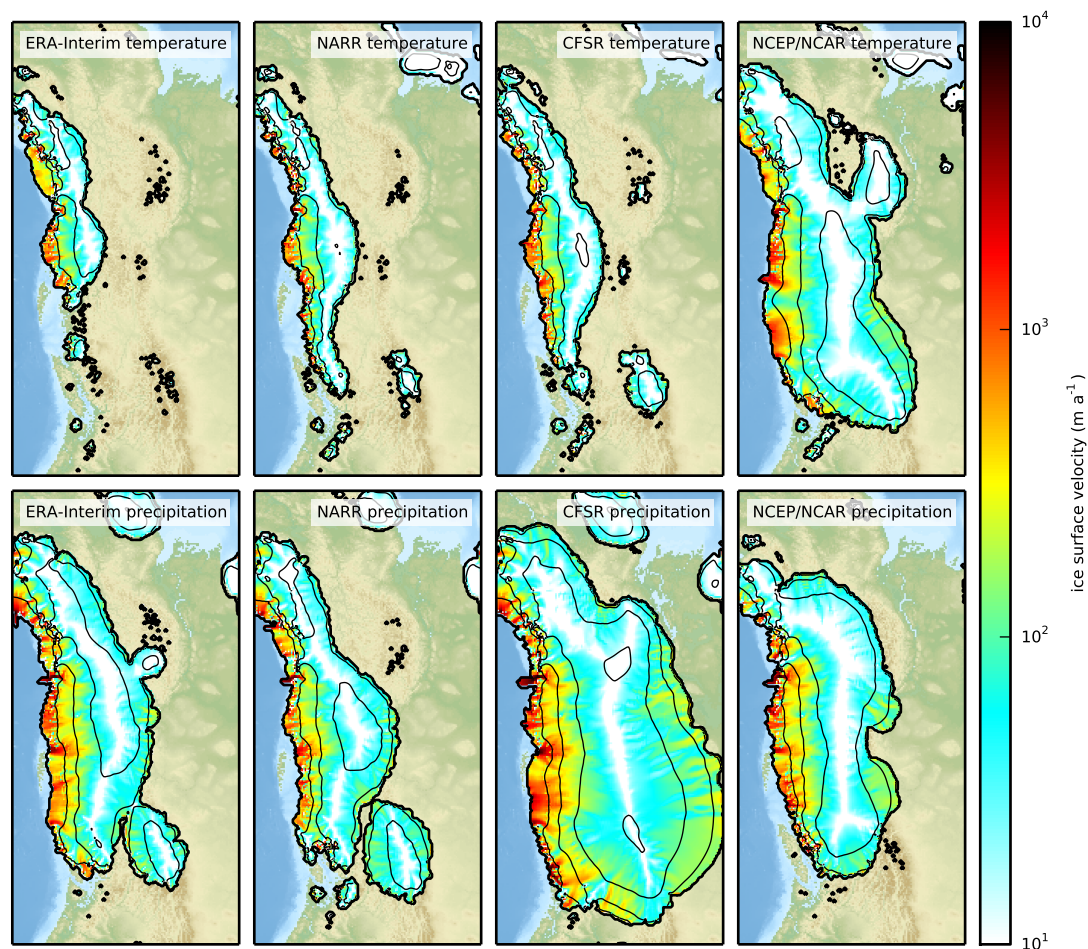 ERA-Interim temperature
NARR temperature
CFSR temperature
NCEP/NCAR temperature
ERA-Interim precipitation
NARR precipitation
CFSR precipitation
NCEP/NCAR precipitation
10^4
10^3
10^2
10^1
ice surface velocity (m a^-1)